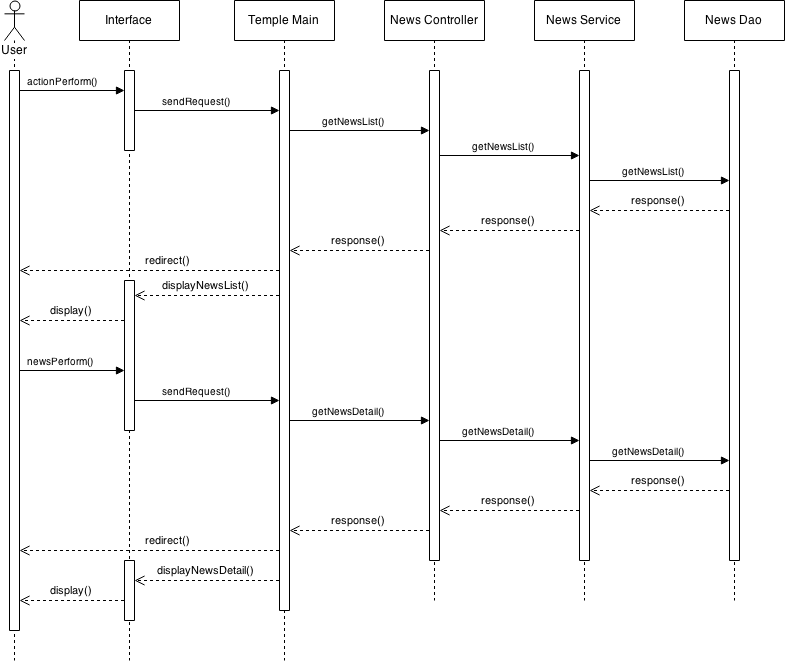 Interface
Temple Main
News Controller
News Service
News Dao
User
actionPerform()
sendRequest()
getNewsList()
getNewsList()
getNewsList()
response()
response()
response()
redirect()
displayNewsList()
display()
newsPerform()
sendRequest()
getNewsDetail()
getNewsDetail()
getNewsDetail()
response()
response()
response()
redirect()
displayNewsDetail()
display()